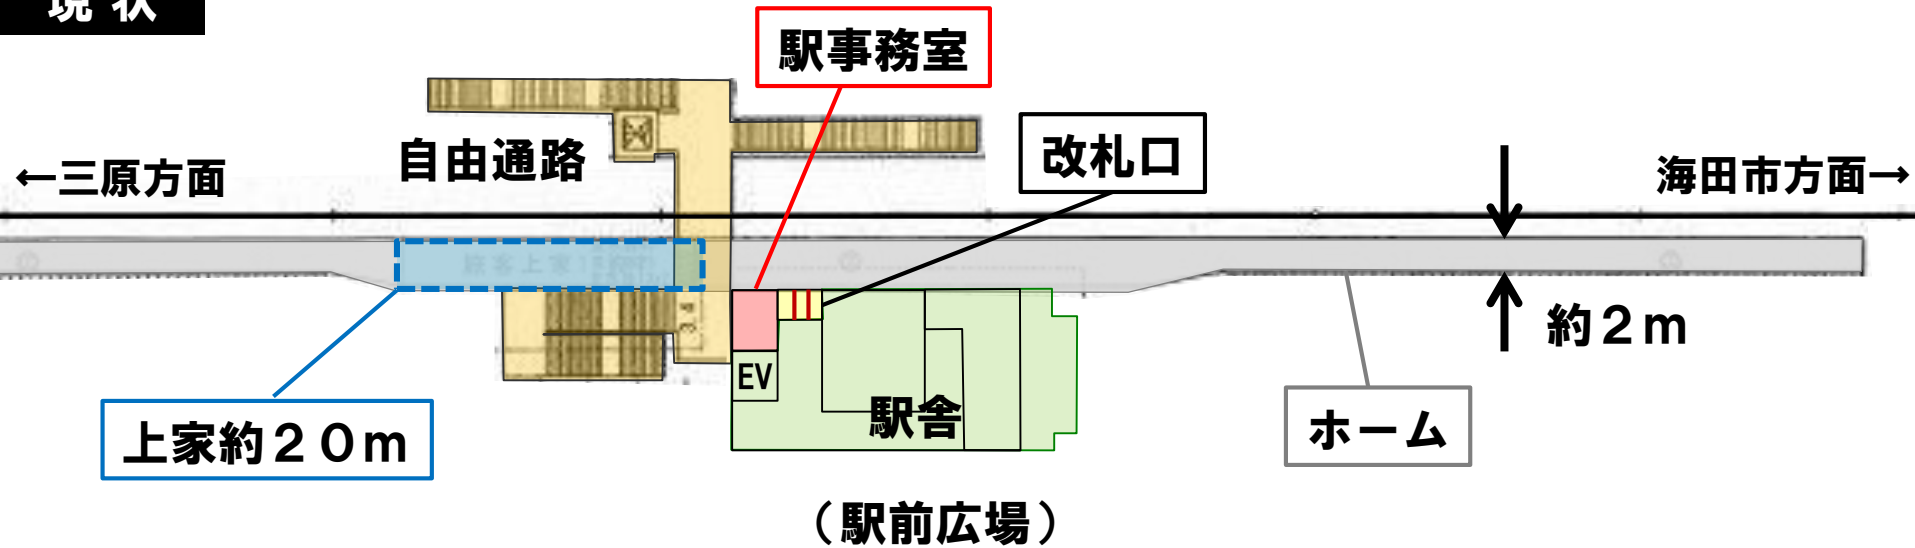 現状
駅事務室
自由通路
改札口
←三原方面
海田市方面→
約２ｍ
EV
駅舎
上家約２０ｍ
ホーム
（駅前広場）